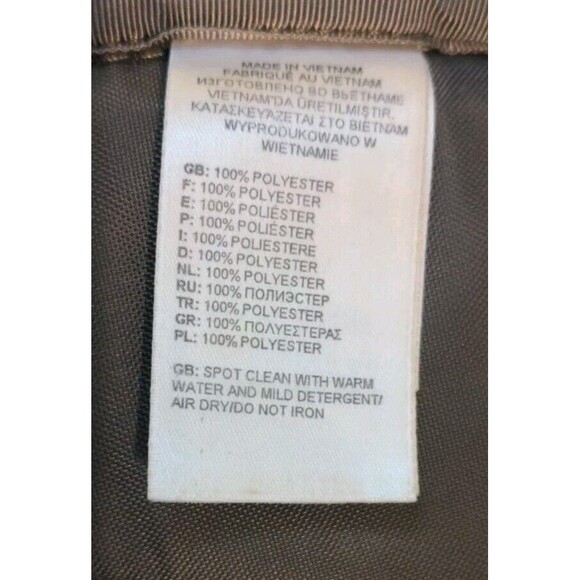 MADE IN VIETNAM
FABRIQUÉ AU VIETNAM
ИЗГОТОВЛЕНО ВО ВЬЕТНАМЕ
VIETNAM'DA ÜRETİLMİŞTİR.
ΚΑΤΑΣΚΕΥΑΖΕΤΑΙ ΣΤΟ ΒΙΕΤΝΑΜ
WYPRODUKOWANO W
WIETNAMIE
GB: 100% POLYESTER
F: 100% POLYESTER
E: 100% POLIÉSTER
P: 100% POLIÉSTER
I: 100% POLIESTERE
D: 100% POLYESTER
NL: 100% POLYESTER
RU: 100% ПОЛИЭСТЕР
TR: 100% POLYESTER
GR: 100% ΠΟΛΥΕΣΤΕΡΑΣ
PL: 100% POLYESTER
GB: SPOT CLEAN WITH WARM
WATER AND MILD DETERGENT/
AIR DRY/DO NOT IRON